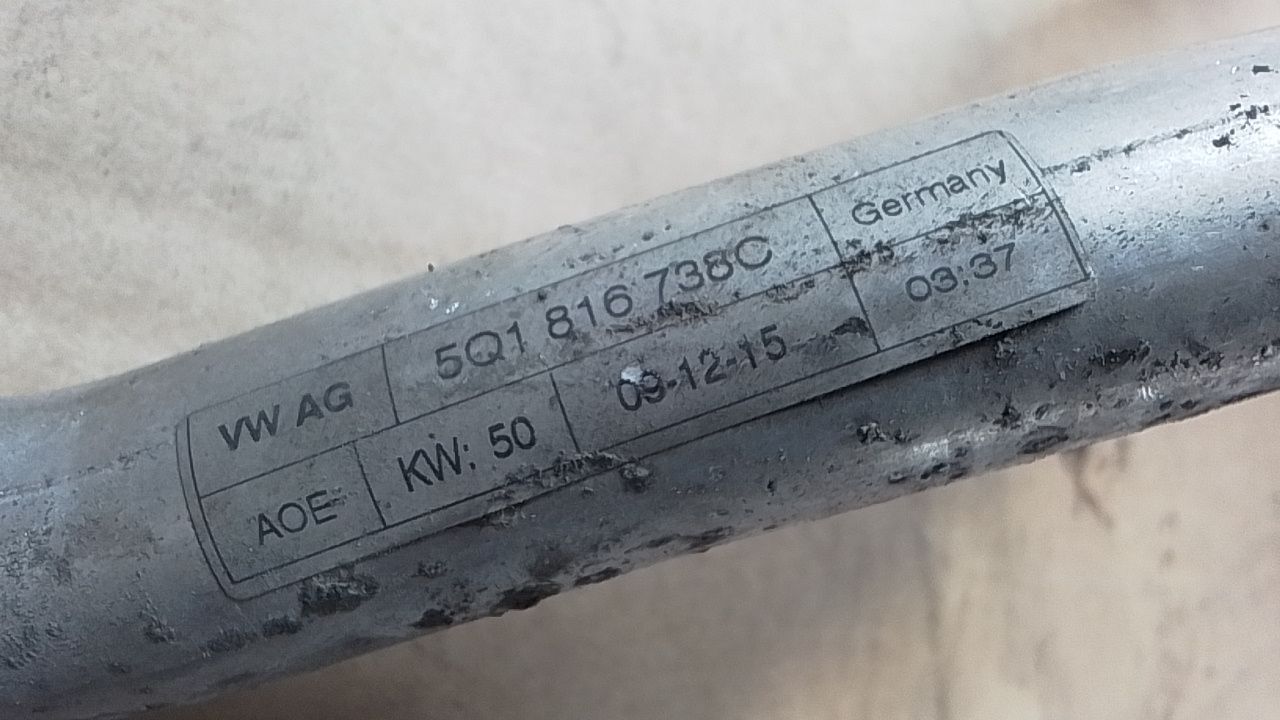 VW AG 5Q1 816 738C Germany
AOE KW: 50 09-12-15 03:37